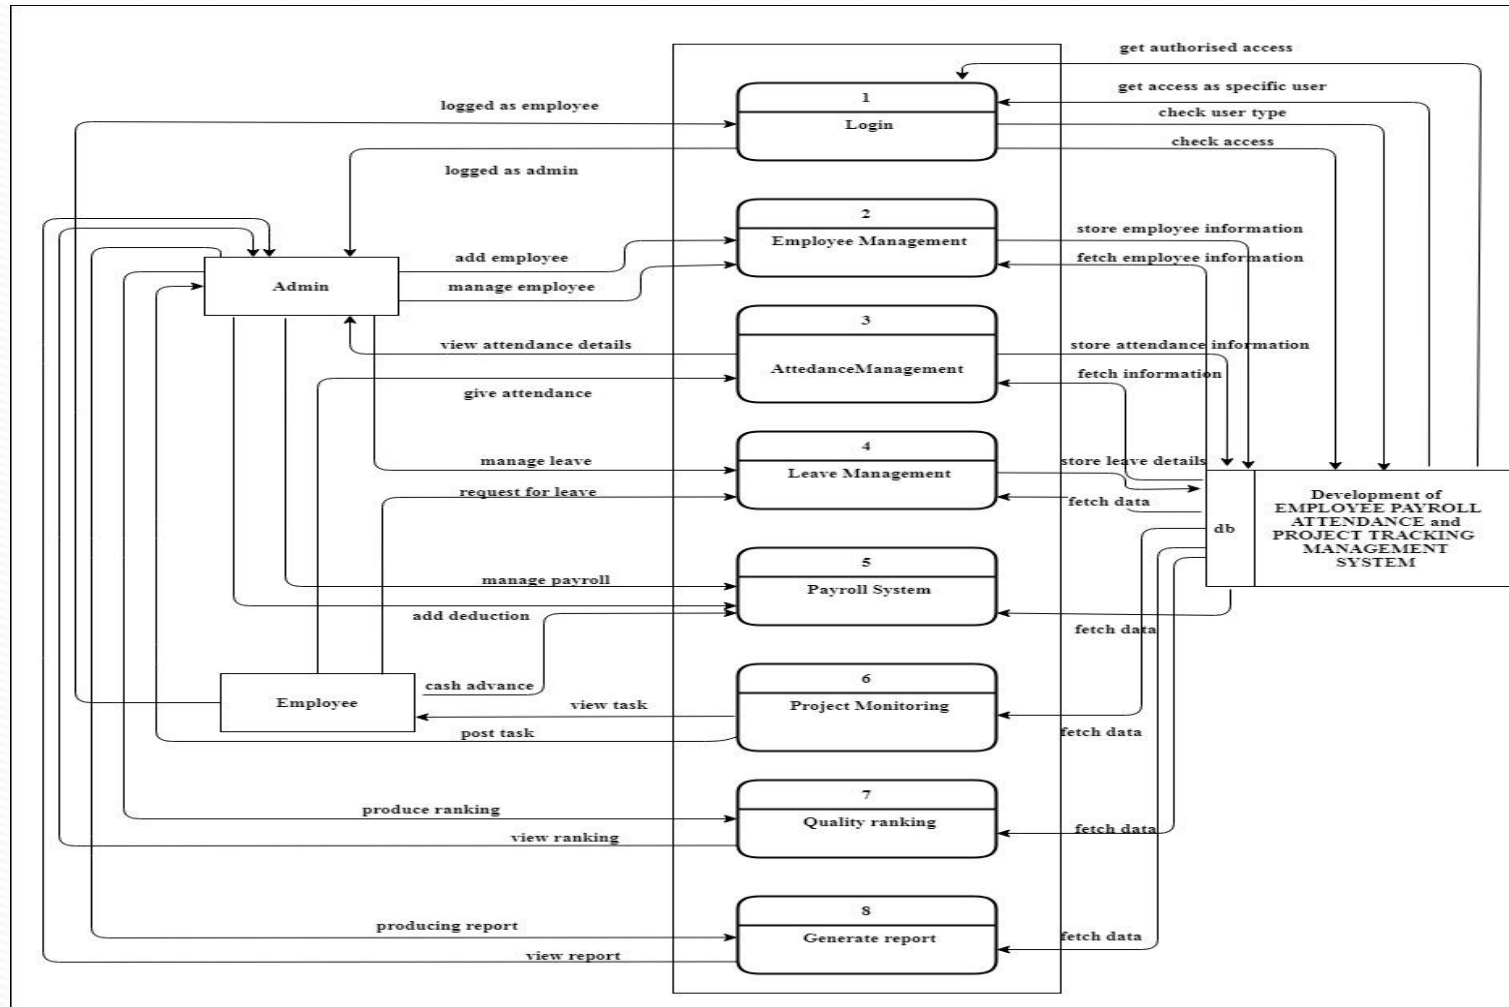 get authorised access
get access as specific user
logged as employee
1
check user type
Login
check access
logged as admin
2
store employee information
Employee Management
add employee
fetch employee information
Admin
manage employee
3
view attendance details
store attendance information
AttedanceManagement
fetch information
give attendance
4
manage leave
store leave details
Leave Management
request for leave
fetch data
Development of
EMPLOYEE PAYROLL
ATTENDANCE and
PROJECT TRACKING
MANAGEMENT
SYSTEM
db
5
manage payroll
Payroll System
add deduction
fetch data
6
cash advance
Employee
view task
Project Monitoring
post task
fetch data
7
produce ranking
Quality ranking
fetch data
view ranking
8
producing report
Generate report
fetch data
view report